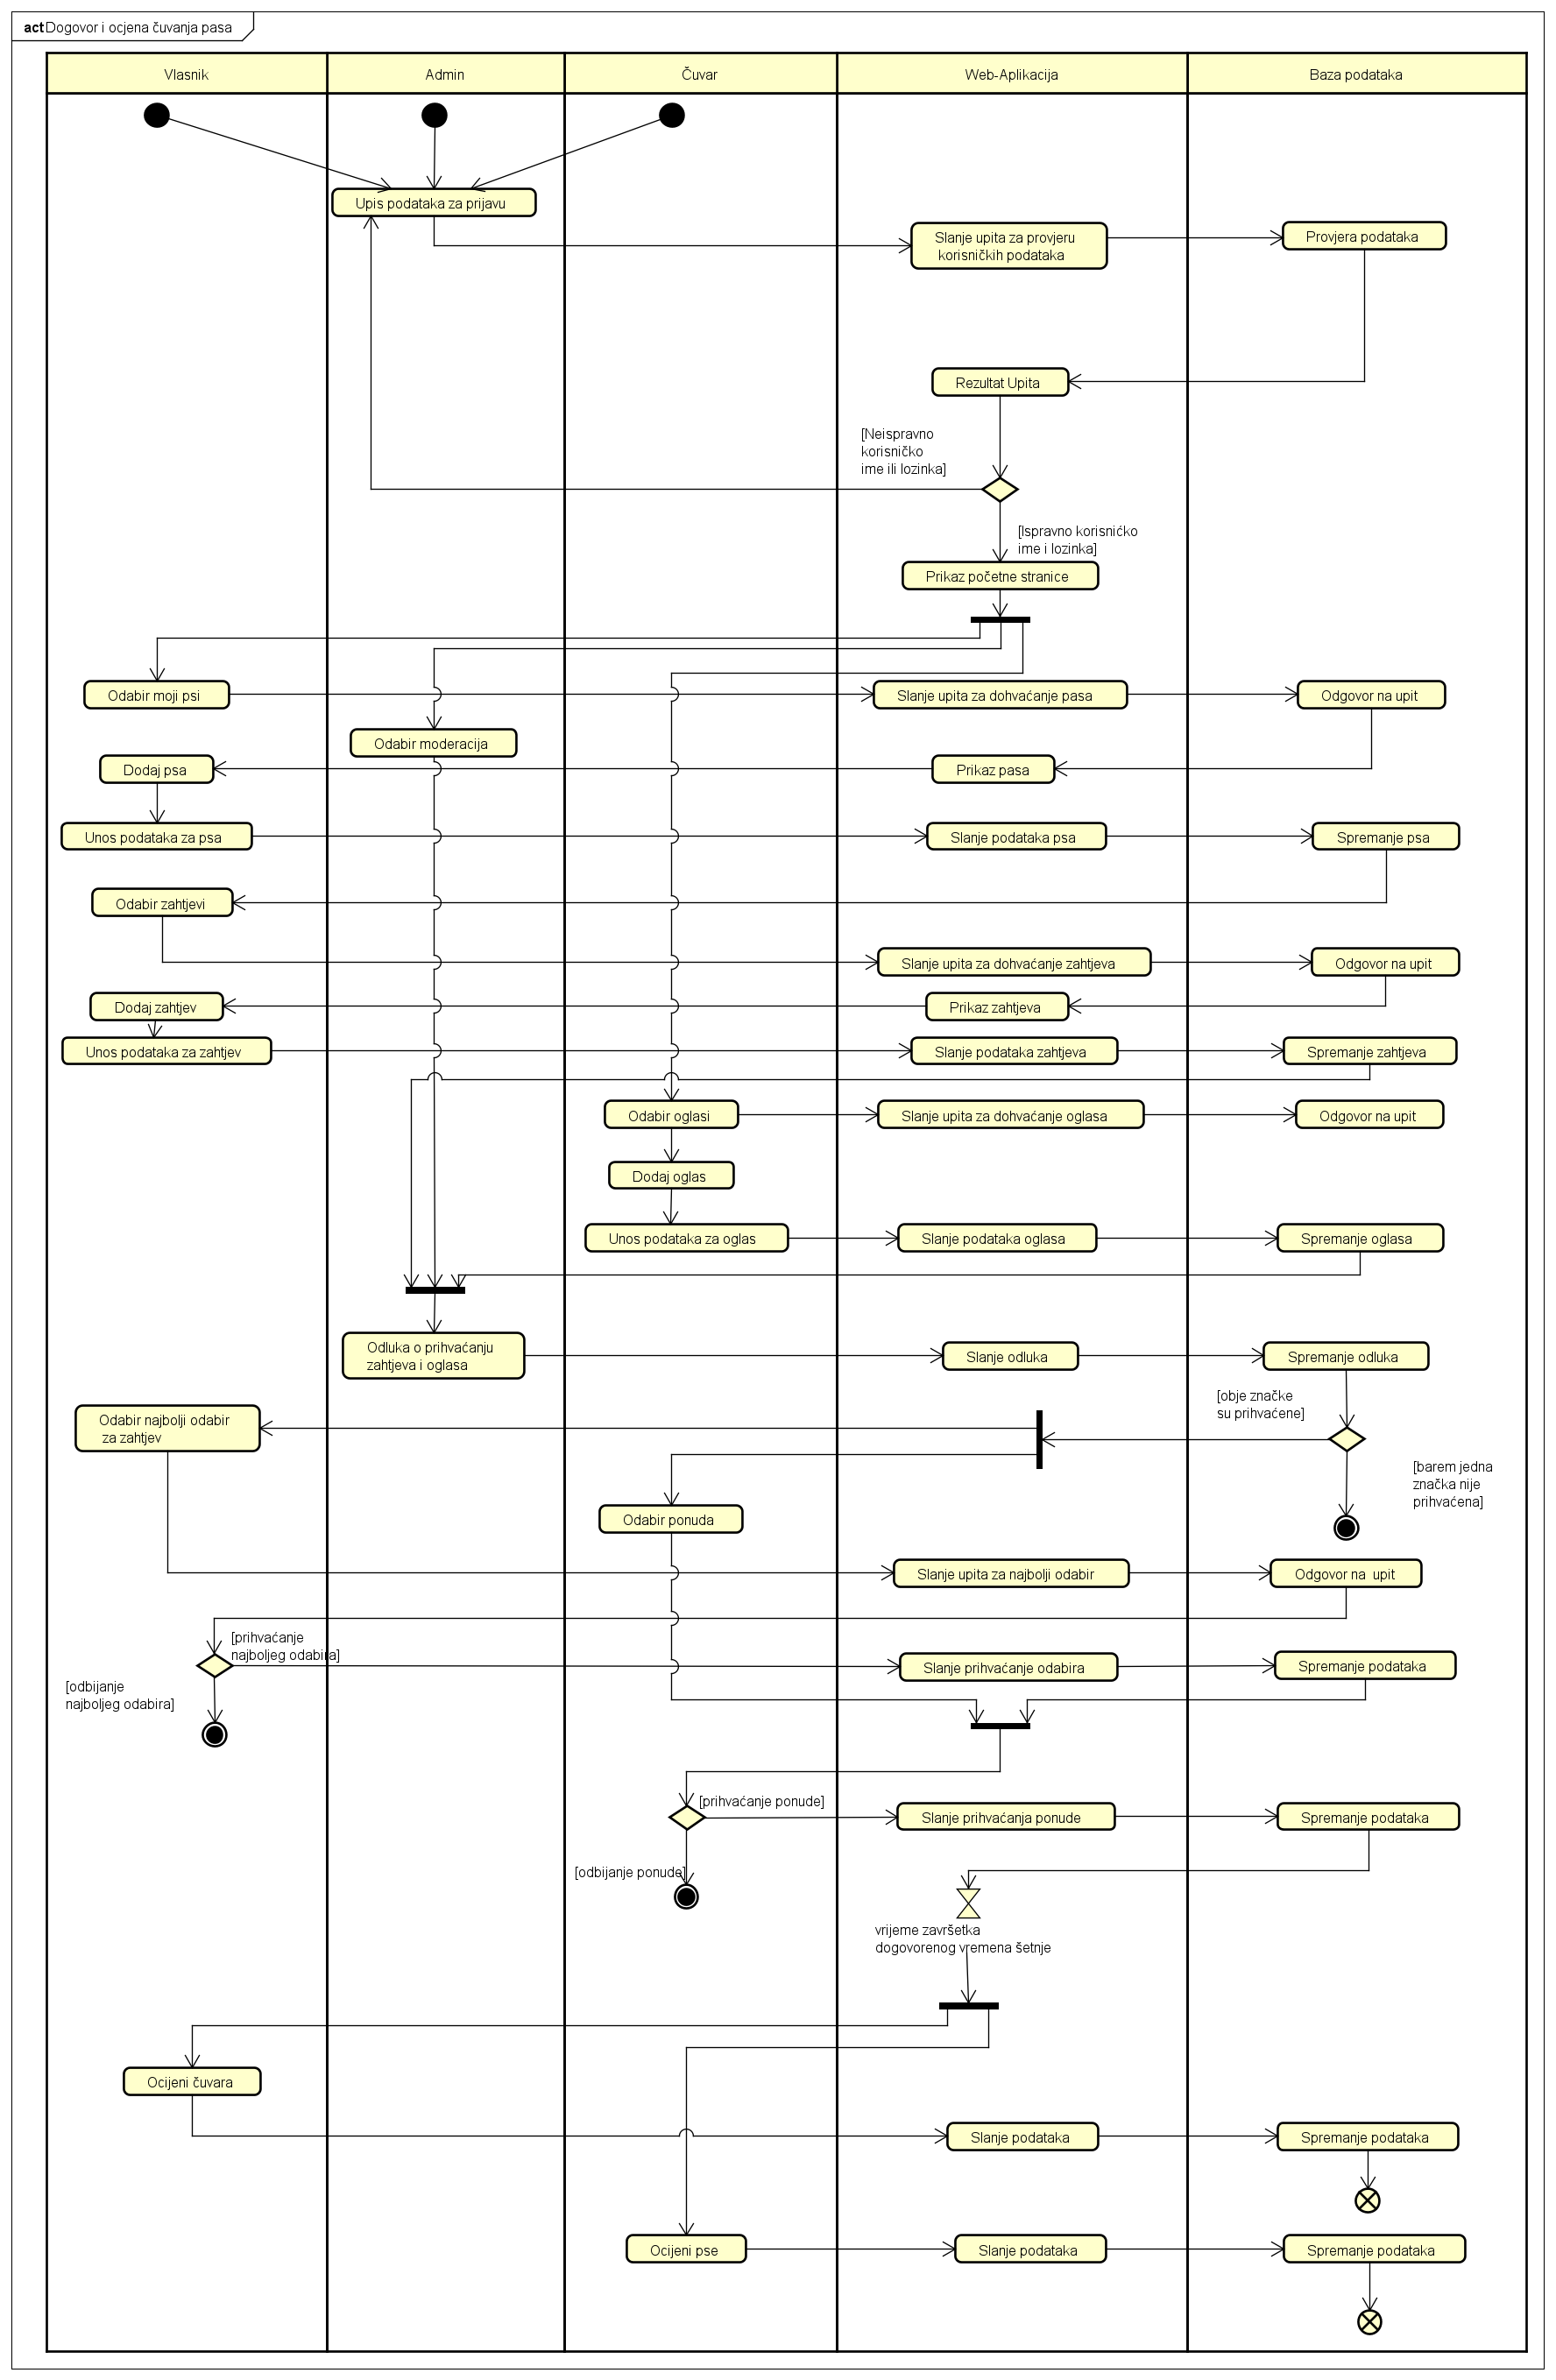 act Dogovor i ocjena čuvanja pasa
Vlasnik
Admin
Čuvar
Web-Aplikacija
Baza podataka
Upis podataka za prijavu
Slanje upita za provjeru
korisničkih podataka
Provjera podataka
Rezultat Upita
[Neispravno
korisničko
ime ili lozinka]
[Ispravno korisnićko
ime i lozinka]
Prikaz početne stranice
Odabir moji psi
Slanje upita za dohvaćanje pasa
Odgovor na upit
Odabir moderacija
Dodaj psa
Prikaz pasa
Unos podataka za psa
Slanje podataka psa
Spremanje psa
Odabir zahtjevi
Slanje upita za dohvaćanje zahtjeva
Odgovor na upit
Dodaj zahtjev
Prikaz zahtjeva
Unos podataka za zahtjev
Slanje podataka zahtjeva
Spremanje zahtjeva
Odabir oglasi
Slanje upita za dohvaćanje oglasa
Odgovor na upit
Dodaj oglas
Unos podataka za oglas
Slanje podataka oglasa
Spremanje oglasa
Odluka o prihvaćanju
zahtjeva i oglasa
Slanje odluka
Spremanje odluka
[obje značke
su prihvaćene]
Odabir najbolji odabir
za zahtjev
[barem jedna
značka nije
prihvaćena]
Odabir ponuda
Slanje upita za najbolji odabir
Odgovor na upit
[prihvaćanje
najboljeg odabira]
Slanje prihvaćanje odabira
Spremanje podataka
[odbijanje
najboljeg odabira]
[prihvaćanje ponude]
Slanje prihvaćanja ponude
Spremanje podataka
[odbijanje ponude]
vrijeme završetka
dogovorenog vremena šetnje
Ocijeni čuvara
Slanje podataka
Spremanje podataka
Ocijeni pse
Slanje podataka
Spremanje podataka